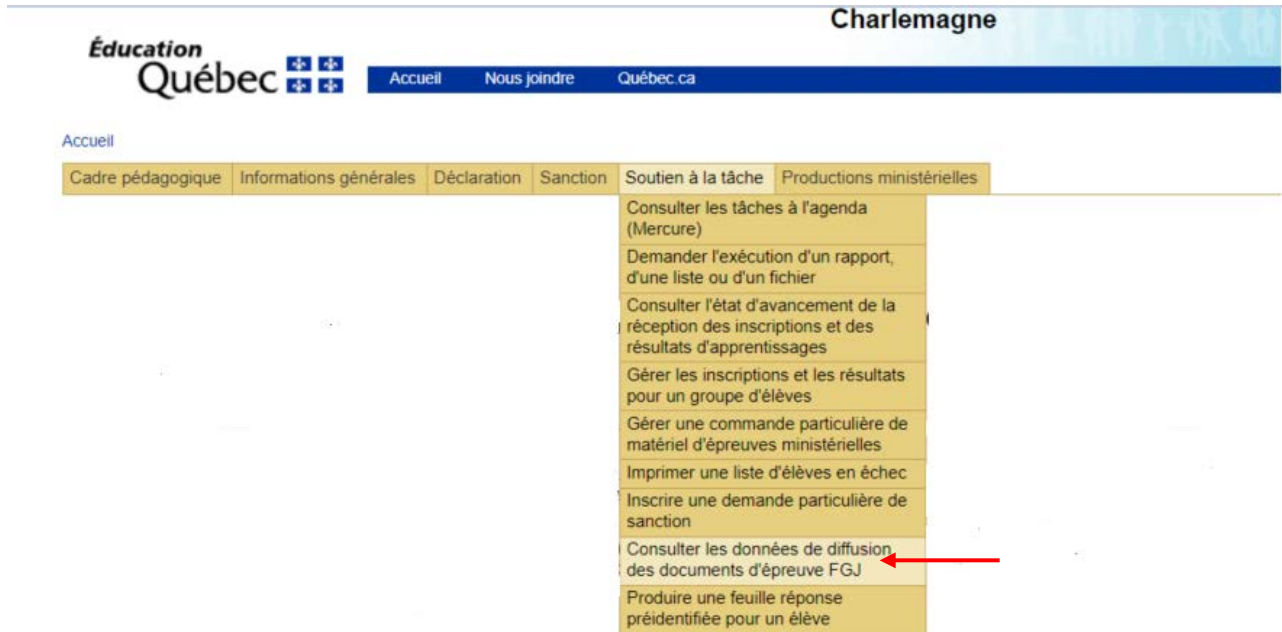 Charlemagne
Éducation
Québec
Accueil Nous joindre Québec.ca
Accueil
Cadre pédagogique Informations générales Déclaration Sanction Soutien à la tâche Productions ministérielles
Consulter les tâches à l'agenda
(Mercure)
Demander l'exécution d'un rapport,
d'une liste ou d'un fichier
Consulter l'état d'avancement de la
réception des inscriptions et des
résultats d'apprentissages
Gérer les inscriptions et les résultats
pour un groupe d'élèves
Gérer une commande particulière de
matériel d'épreuves ministérielles
Imprimer une liste d'élèves en échec
Inscrire une demande particulière de
sanction
Consulter les données de diffusion
des documents d'épreuve FGJ
Produire une feuille réponse
préidentifiée pour un élève